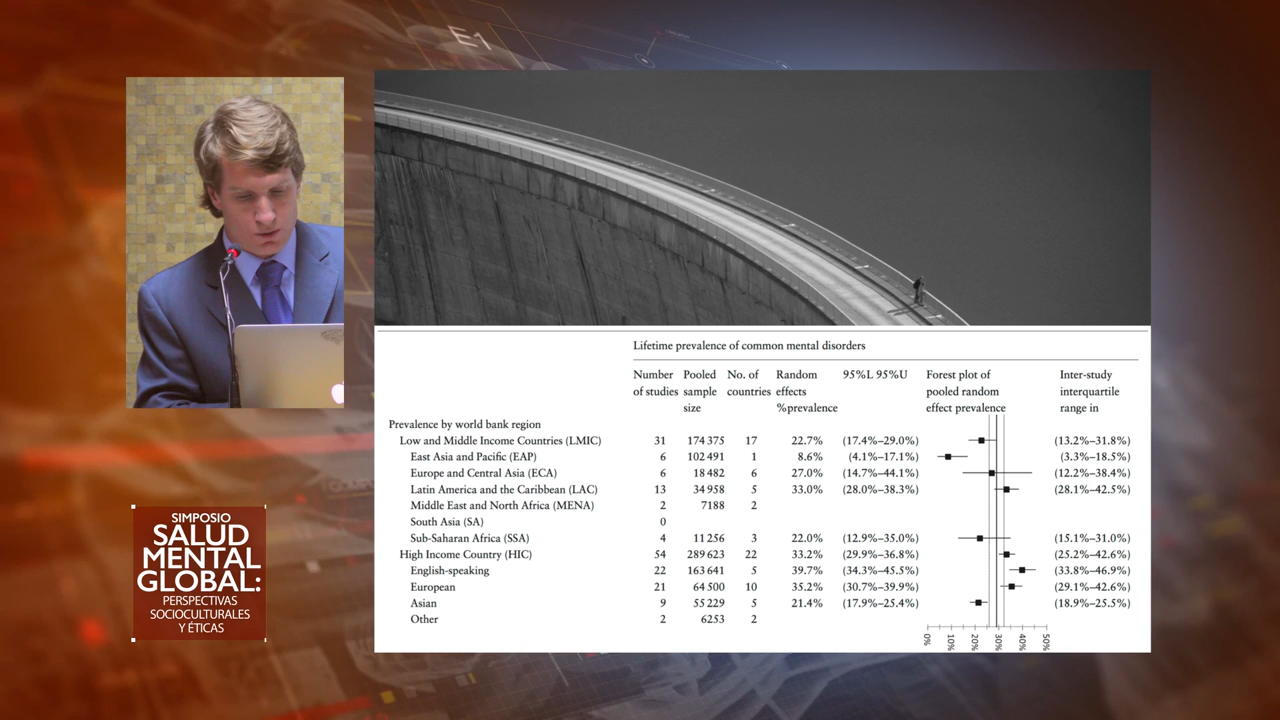 E1
SIMPOSIO
SALUD
MENTAL
GLOBAL:
PERSPECTIVAS
SOCIOCULTURALES
Y ÉTICAS
Lifetime prevalence of common mental disorders
Number of studies Pooled sample size No. of countries Random effects %prevalence 95%L 95%U Forest plot of pooled random effect prevalence Inter-study interquartile range in
Prevalence by world bank region
Low and Middle Income Countries (LMIC) 31 174 375 17 22.7% (17.4%–29.0%) (13.2%–31.8%)
East Asia and Pacific (EAP) 6 102 491 1 8.6% (4.1%–17.1%) (3.3%–18.5%)
Europe and Central Asia (ECA) 6 18 482 6 27.0% (14.7%–44.1%) (12.2%–38.4%)
Latin America and the Caribbean (LAC) 13 34 958 5 33.0% (28.0%–38.3%) (28.1%–42.5%)
Middle East and North Africa (MENA) 2 7188 2
South Asia (SA) 0
Sub-Saharan Africa (SSA) 4 11 256 3 22.0% (12.9%–35.0%) (15.1%–31.0%)
High Income Country (HIC) 54 289 623 22 33.2% (29.9%–36.8%) (25.2%–42.6%)
English-speaking 22 163 641 5 39.7% (34.3%–45.5%) (33.8%–46.9%)
European 21 64 500 10 35.2% (30.7%–39.9%) (29.1%–42.6%)
Asian 9 55 229 5 21.4% (17.9%–25.4%) (18.9%–25.5%)
Other 2 6253 2
0% 10% 20% 30% 40% 50%